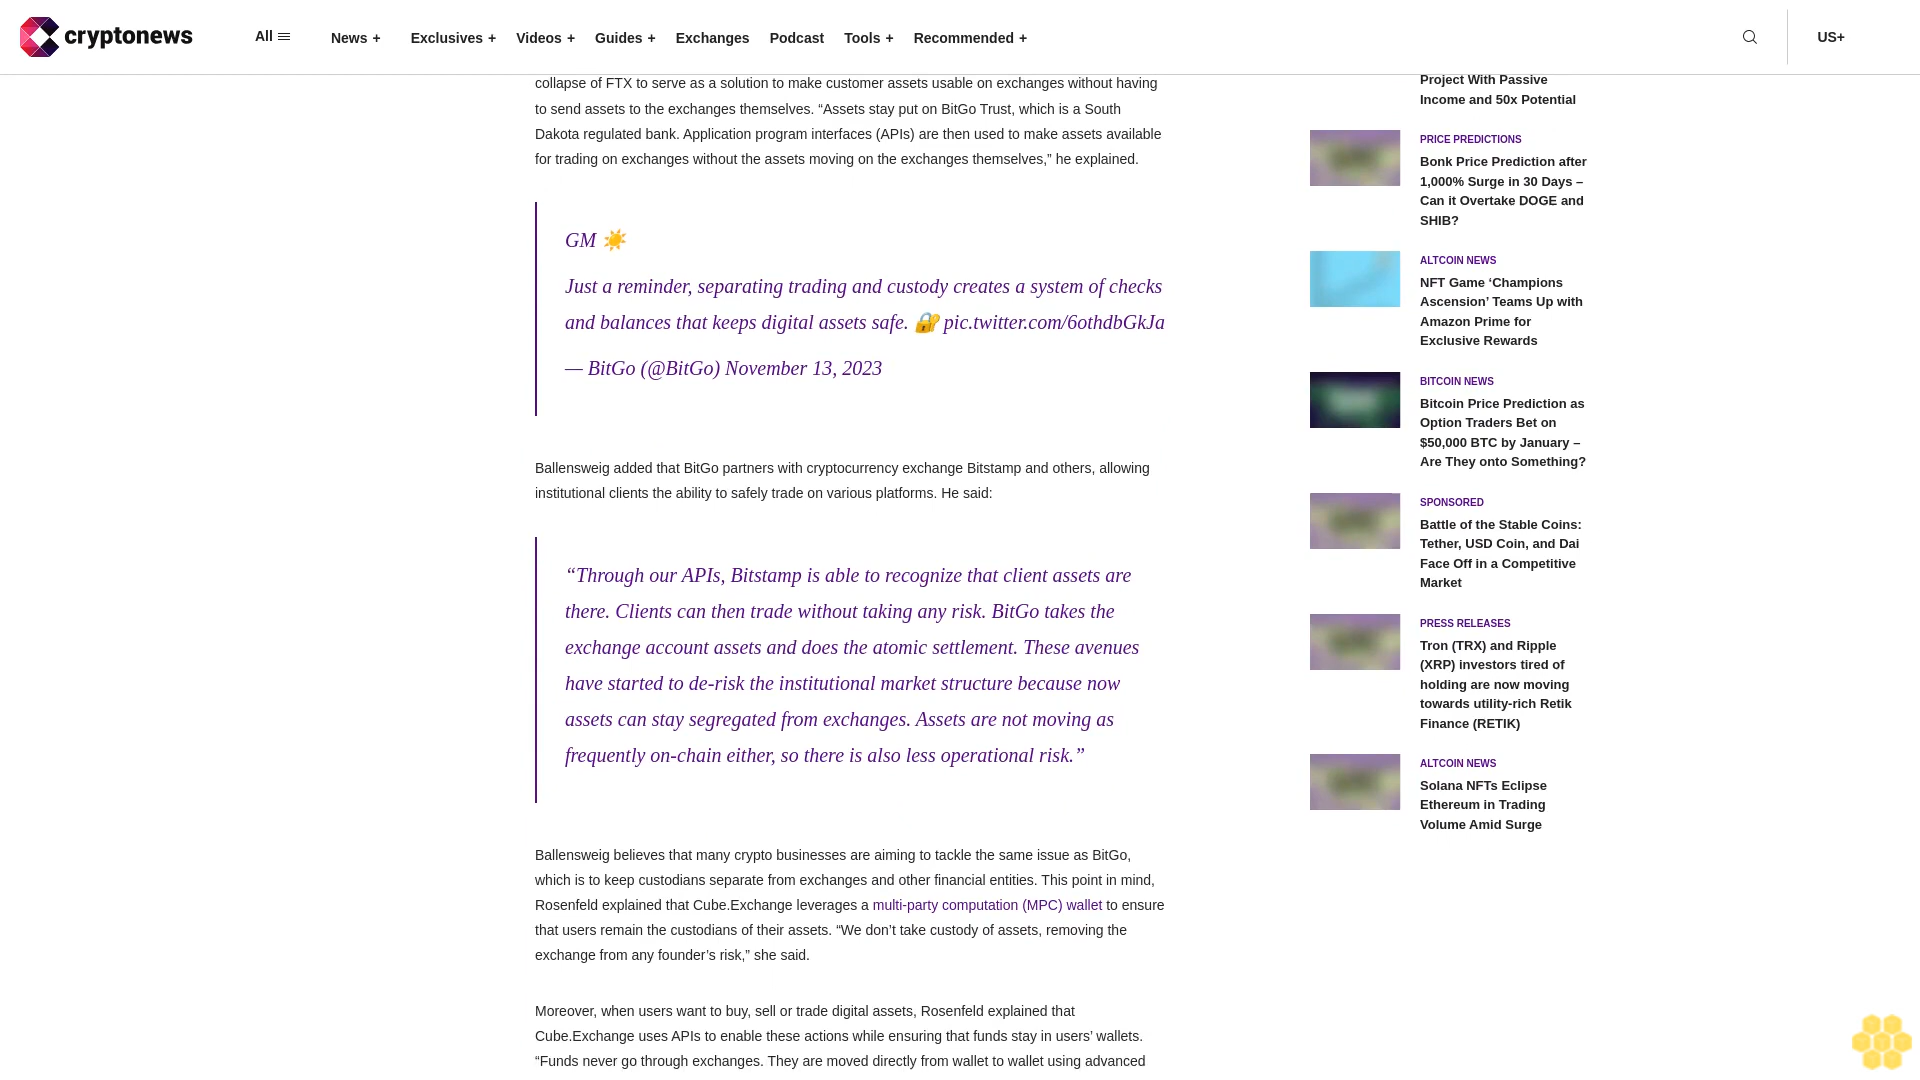 cryptonews
All
News +
Exclusives +
Videos +
Guides +
Exchanges
Podcast
Tools +
Recommended +
US+
collapse of FTX to serve as a solution to make customer assets usable on exchanges without having
to send assets to the exchanges themselves. “Assets stay put on BitGo Trust, which is a South
Dakota regulated bank. Application program interfaces (APIs) are then used to make assets available
for trading on exchanges without the assets moving on the exchanges themselves,” he explained.
GM ☀️
Just a reminder, separating trading and custody creates a system of checks
and balances that keeps digital assets safe. 🔐 pic.twitter.com/6othdbGkJa
— BitGo (@BitGo) November 13, 2023
Ballensweig added that BitGo partners with cryptocurrency exchange Bitstamp and others, allowing
institutional clients the ability to safely trade on various platforms. He said:
“Through our APIs, Bitstamp is able to recognize that client assets are
there. Clients can then trade without taking any risk. BitGo takes the
exchange account assets and does the atomic settlement. These avenues
have started to de-risk the institutional market structure because now
assets can stay segregated from exchanges. Assets are not moving as
frequently on-chain either, so there is also less operational risk.”
Ballensweig believes that many crypto businesses are aiming to tackle the same issue as BitGo,
which is to keep custodians separate from exchanges and other financial entities. This point in mind,
Rosenfeld explained that Cube.Exchange leverages a multi-party computation (MPC) wallet to ensure
that users remain the custodians of their assets. “We don’t take custody of assets, removing the
exchange from any founder’s risk,” she said.
Moreover, when users want to buy, sell or trade digital assets, Rosenfeld explained that
Cube.Exchange uses APIs to enable these actions while ensuring that funds stay in users’ wallets.
“Funds never go through exchanges. They are moved directly from wallet to wallet using advanced
Project With Passive
Income and 50x Potential
PRICE PREDICTIONS
Bonk Price Prediction after
1,000% Surge in 30 Days –
Can it Overtake DOGE and
SHIB?
ALTCOIN NEWS
NFT Game ‘Champions
Ascension’ Teams Up with
Amazon Prime for
Exclusive Rewards
BITCOIN NEWS
Bitcoin Price Prediction as
Option Traders Bet on
$50,000 BTC by January –
Are They onto Something?
SPONSORED
Battle of the Stable Coins:
Tether, USD Coin, and Dai
Face Off in a Competitive
Market
PRESS RELEASES
Tron (TRX) and Ripple
(XRP) investors tired of
holding are now moving
towards utility-rich Retik
Finance (RETIK)
ALTCOIN NEWS
Solana NFTs Eclipse
Ethereum in Trading
Volume Amid Surge